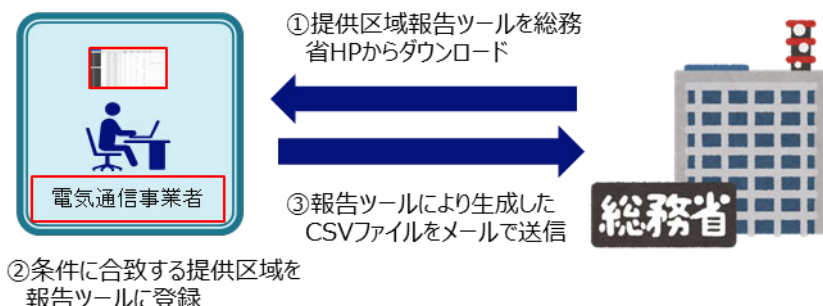 ①提供区域報告ツールを総務
省HPからダウンロード
電気通信事業者
③報告ツールにより生成した
CSVファイルをメールで送信
総務省
②条件に合致する提供区域を
報告ツールに登録